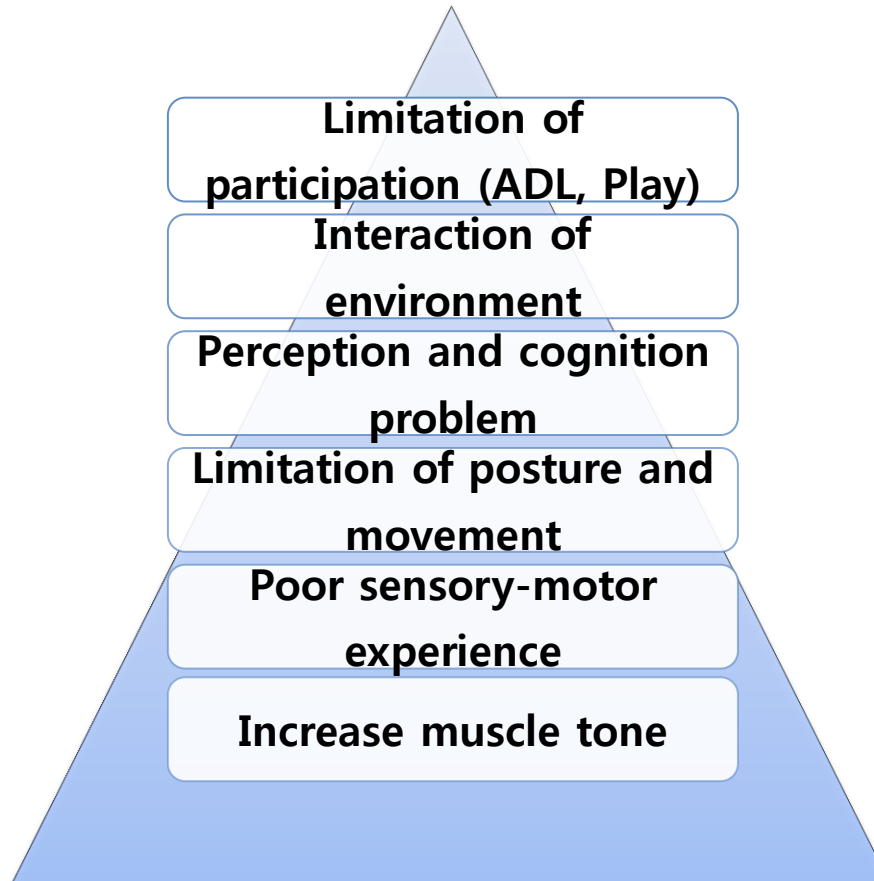 Limitation of
participation (ADL, Play)
Interaction of
environment
Perception and cognition
problem
Limitation of posture and
movement
Poor sensory-motor
experience
Increase muscle tone